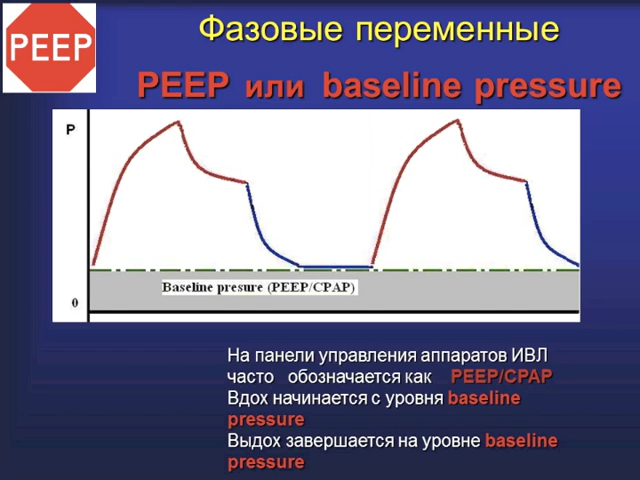 PEEP
Фазовые переменные
PEEP или baseline pressure
P
Baseline presure (PEEP/CPAP)
0
На панели управления аппаратов ИВЛ
часто обозначается как PEEP/CPAP
Вдох начинается с уровня baseline
pressure
Выдох завершается на уровне baseline
pressure